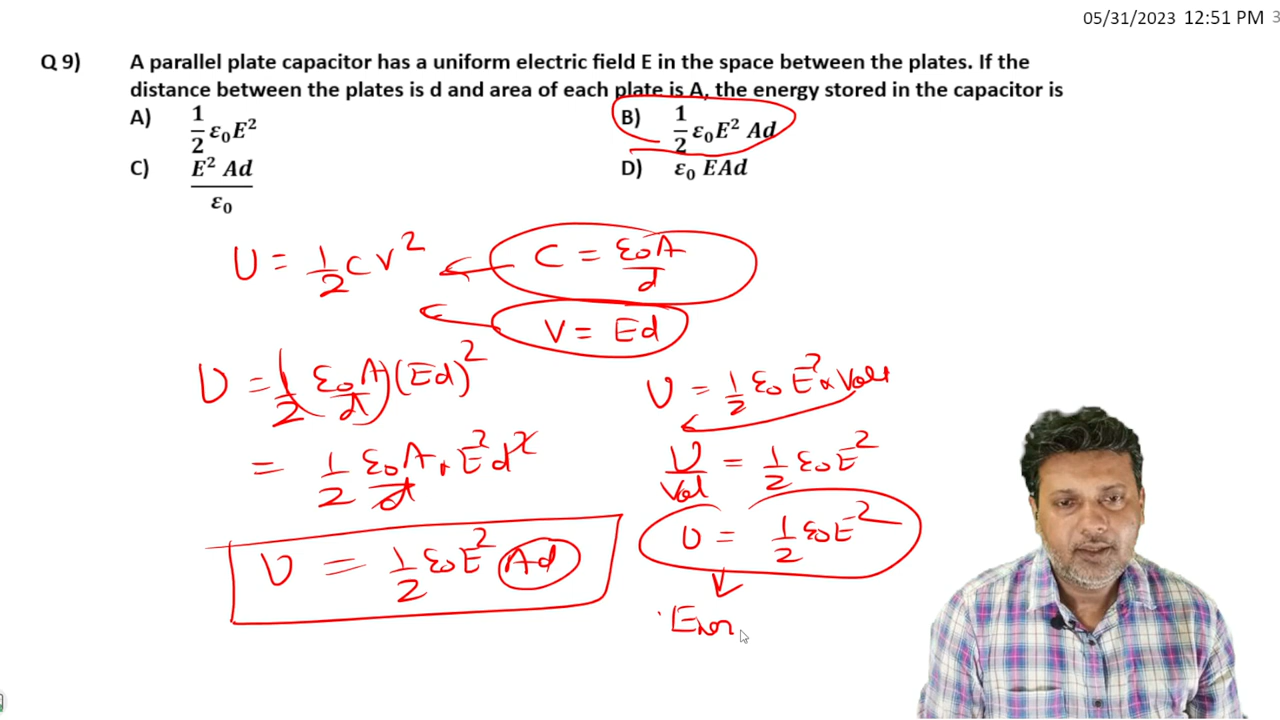 05/31/2023 12:51 PM 3
Q 9) A parallel plate capacitor has a uniform electric field E in the space between the plates. If the
distance between the plates is d and area of each plate is A, the energy stored in the capacitor is
A) 1/2 ε₀E² B) 1/2 ε₀E² Ad
C) E² Ad/ε₀ D) ε₀ EAd
U = 1/2 CV² C = ε₀A/d
V = Ed
U = 1/2 (ε₀A/d)(Ed)²
= 1/2 ε₀A/d · E²d²
U = 1/2 ε₀E² Ad
U = 1/2 ε₀E² × Vol
U/Vol = 1/2 ε₀E²
U = 1/2 ε₀E²
Ener